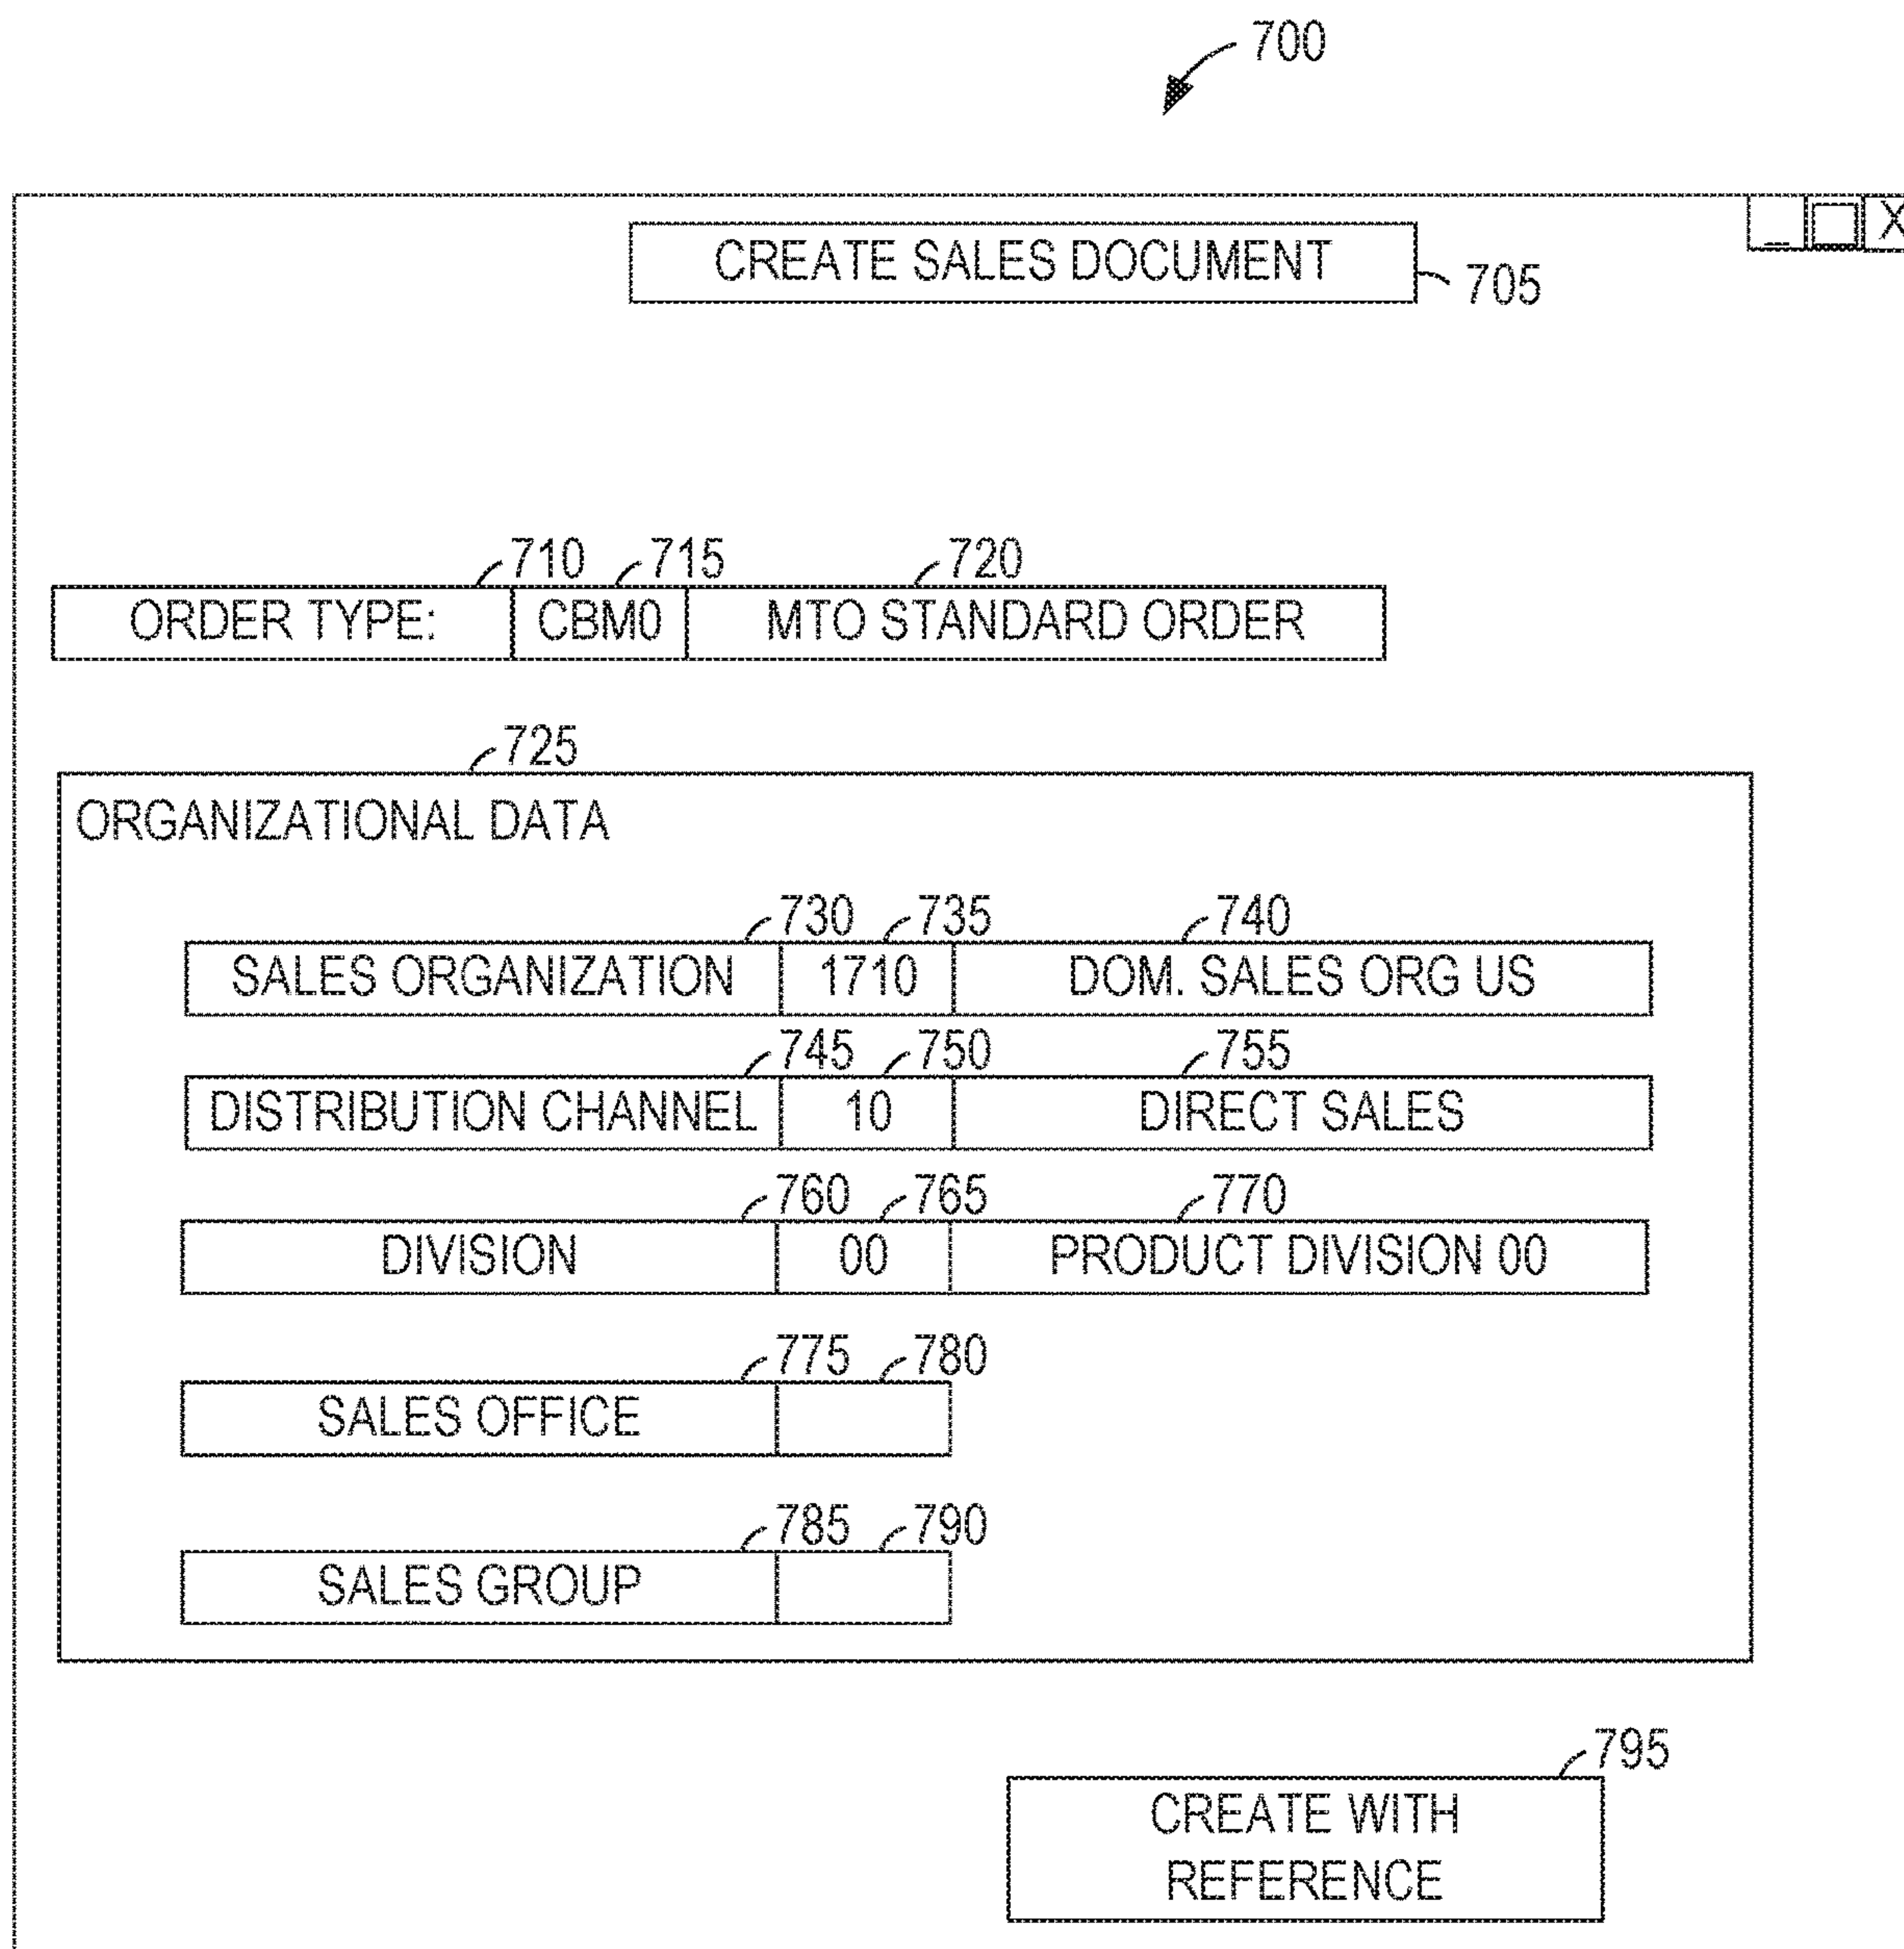 700
_ X
CREATE SALES DOCUMENT
705
710 715 720
ORDER TYPE: CBM0 MTO STANDARD ORDER
725
ORGANIZATIONAL DATA
730 735 740
SALES ORGANIZATION 1710 DOM. SALES ORG US
745 750 755
DISTRIBUTION CHANNEL 10 DIRECT SALES
760 765 770
DIVISION 00 PRODUCT DIVISION 00
775 780
SALES OFFICE
785 790
SALES GROUP
795
CREATE WITH
REFERENCE